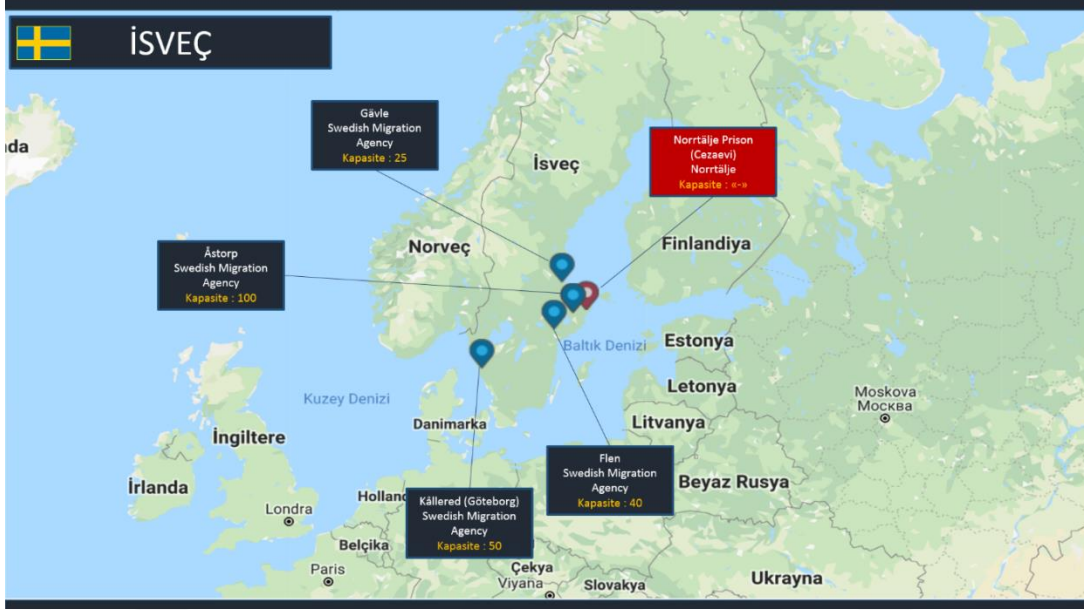 İSVEÇ
Gävle
Swedish Migration
Agency
Kapasite : 25
Norrtälje Prison
(Cezaevi)
Norrtälje
Kapasite : «-»
Åstorp
Swedish Migration
Agency
Kapasite : 100
Flen
Swedish Migration
Agency
Kapasite : 40
Kållered (Göteborg)
Swedish Migration
Agency
Kapasite : 50
İsveç
Norveç
Finlandiya
Baltık Denizi
Estonya
Letonya
Litvanya
Moskova
Москва
Kuzey Denizi
Danimarka
İngiltere
İrlanda
Londra
Holland
Beyaz Rusya
Belçika
Paris
Çekya
Viyana
Slovakya
Ukrayna
nda